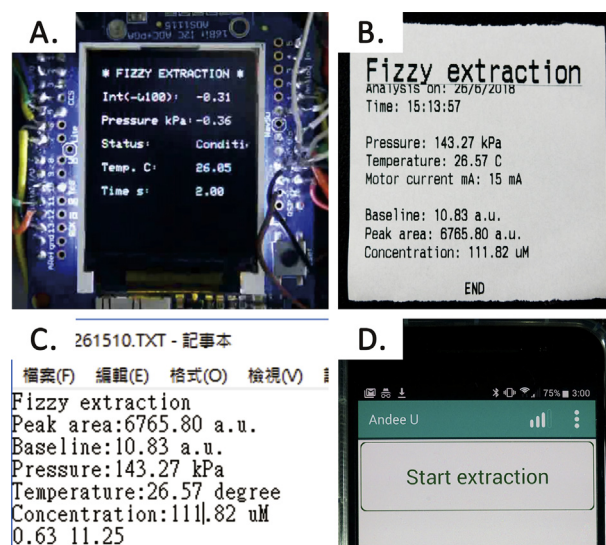 A.
* FIZZY EXTRACTION *
Int(-u100): -0.31
Pressure kPa: -0.36
Status: Conditi
Temp. C: 26.05
Time s: 2.00
B.
Fizzy extraction
Analysis on: 26/6/2018
Time: 15:13:57
Pressure: 143.27 kPa
Temperature: 26.57 C
Motor current mA: 15 mA
Baseline: 10.83 a.u.
Peak area: 6765.80 a.u.
Concentration: 111.82 uM
END
C.
261510.TXT - 記事本
檔案(F) 編輯(E) 格式(O) 檢視(V)
Fizzy extraction
Peak area:6765.80 a.u.
Baseline:10.83 a.u.
Pressure:143.27 kPa
Temperature:26.57 degree
Concentration:111.82 uM
0.63 11.25
D.
75% 3:00
Andee U
Start extraction